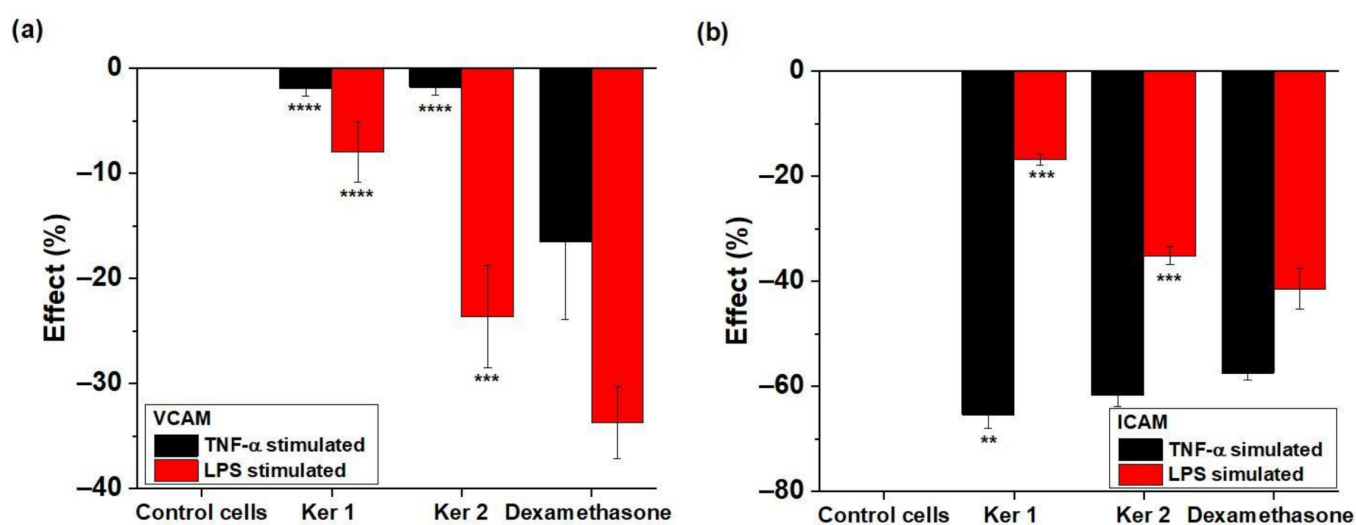 (a)
0
–10
–20
–30
–40
Effect (%)
****
****
****
***
VCAM
TNF-α stimulated
LPS stimulated
Control cells Ker 1 Ker 2 Dexamethasone
(b)
0
–20
–40
–60
–80
Effect (%)
***
***
**
ICAM
TNF-α simulated
LPS simulated
Control cells Ker 1 Ker 2 Dexamethasone